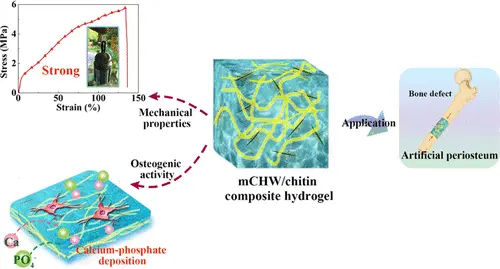 6
4
2
0
Stress (MPa)
Strong
0
50
100
150
Strain (%)
Mechanical
properties
Osteogenic
activity
mCHW/chitin
composite hydrogel
Application
Bone defect
Artificial periosteum
Ca
PO4
Calcium-phosphate
deposition